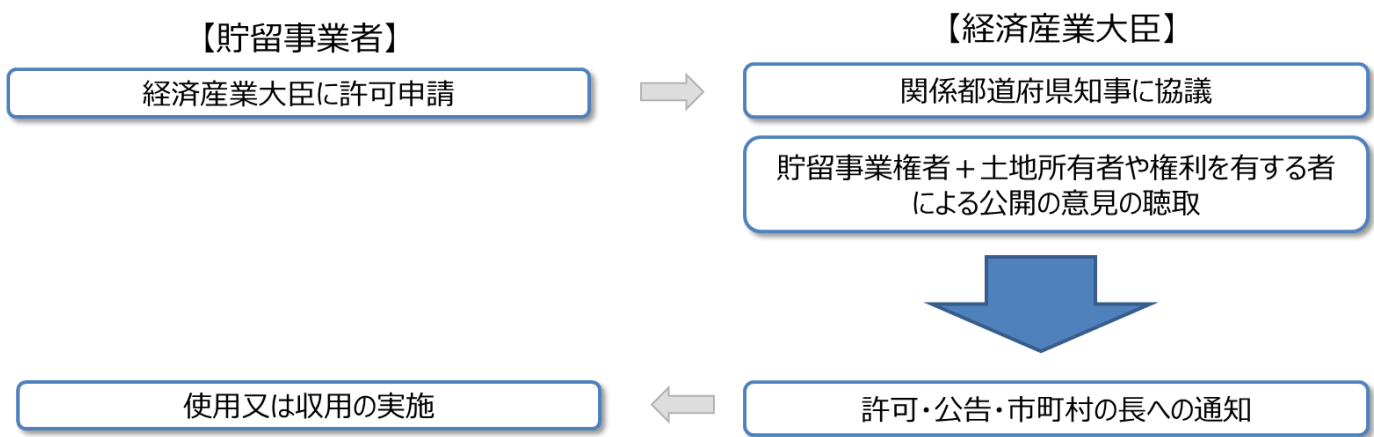 【貯留事業者】
【経済産業大臣】
経済産業大臣に許可申請
関係都道府県知事に協議
貯留事業権者+土地所有者や権利を有する者
による公開の意見の聴取
使用又は収用の実施
許可・公告・市町村の長への通知